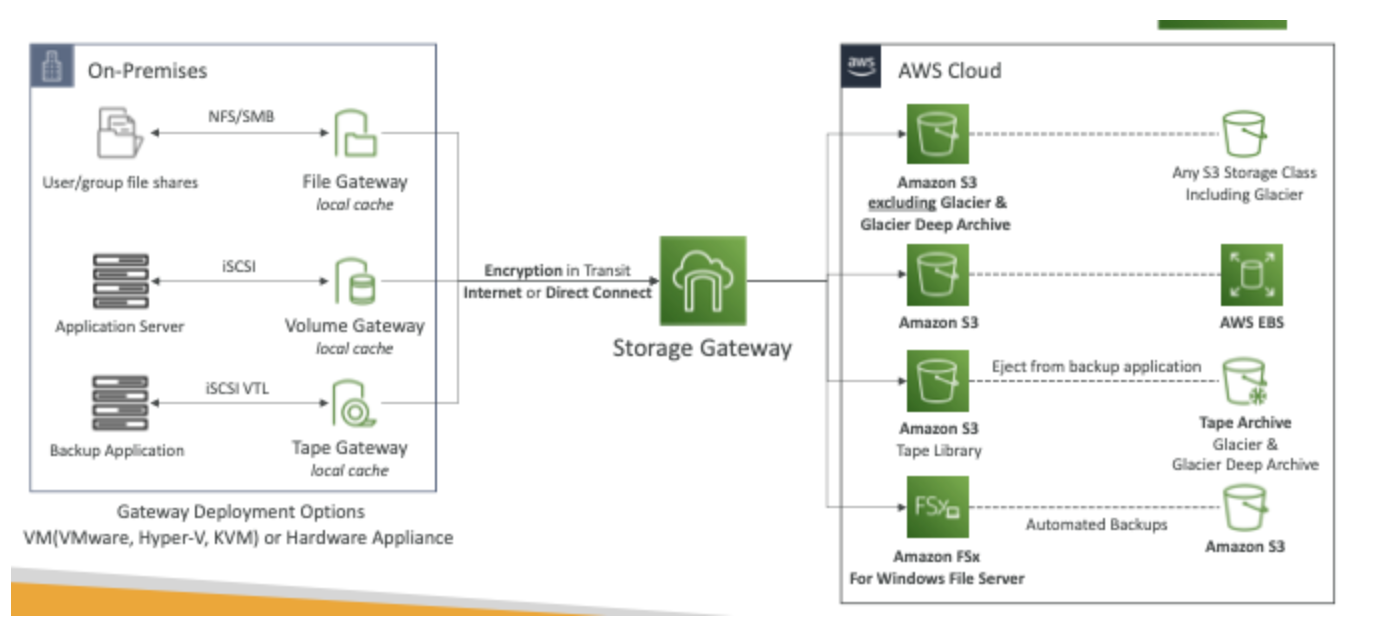 On-Premises
NFS/SMB
User/group file shares
File Gateway
local cache
iSCSI
Application Server
Volume Gateway
local cache
iSCSI VTL
Backup Application
Tape Gateway
local cache
Gateway Deployment Options
VM(VMware, Hyper-V, KVM) or Hardware Appliance
Encryption in Transit
Internet or Direct Connect
Storage Gateway
aws
AWS Cloud
Amazon S3
excluding Glacier &
Glacier Deep Archive
Any S3 Storage Class
Including Glacier
Amazon S3
AWS EBS
Eject from backup application
Amazon S3
Tape Library
Tape Archive
Glacier &
Glacier Deep Archive
FSx
Automated Backups
Amazon FSx
For Windows File Server
Amazon S3